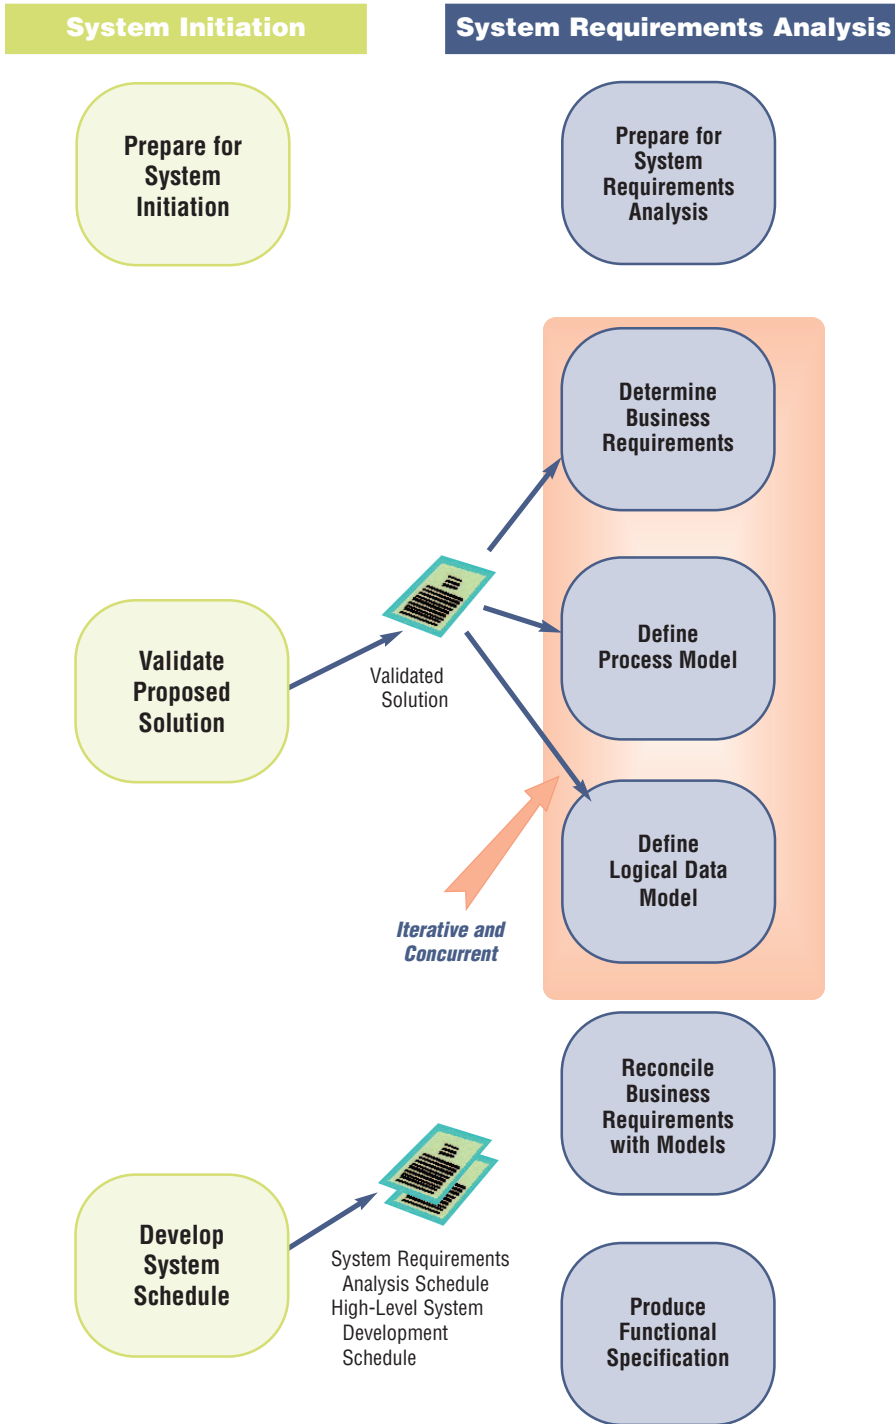 System Initiation
System Requirements Analysis
Prepare for
System
Initiation
Prepare for
System
Requirements
Analysis
Determine
Business
Requirements
Validate
Proposed
Solution
Validated
Solution
Define
Process Model
Define
Logical Data
Model
Iterative and
Concurrent
Reconcile
Business
Requirements
with Models
Develop
System
Schedule
System Requirements
Analysis Schedule
High-Level System
Development
Schedule
Produce
Functional
Specification